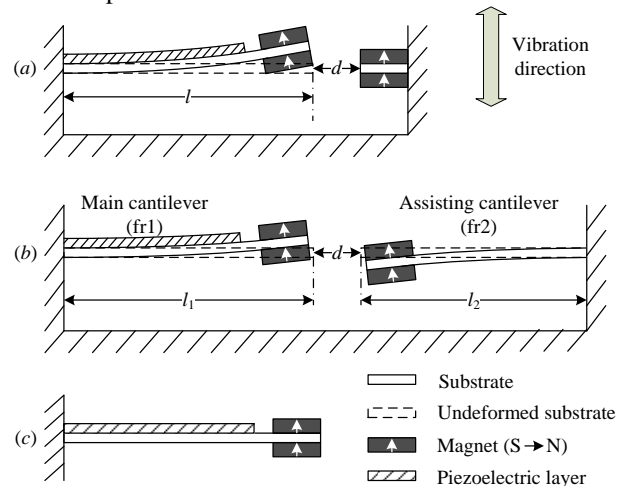 (a)
l
d
Vibration
direction
Main cantilever
(fr1)
Assisting cantilever
(fr2)
(b)
d
l1
l2
(c)
Substrate
Undeformed substrate
Magnet (S→N)
Piezoelectric layer